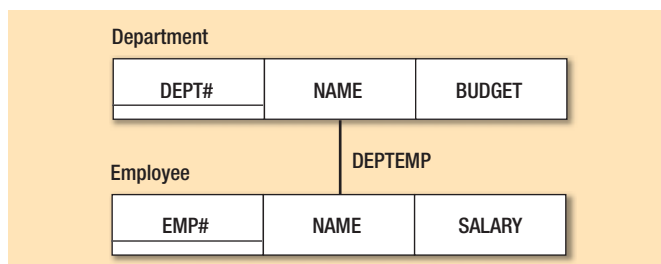 Department
DEPT# NAME BUDGET
DEPTEMP
Employee
EMP# NAME SALARY